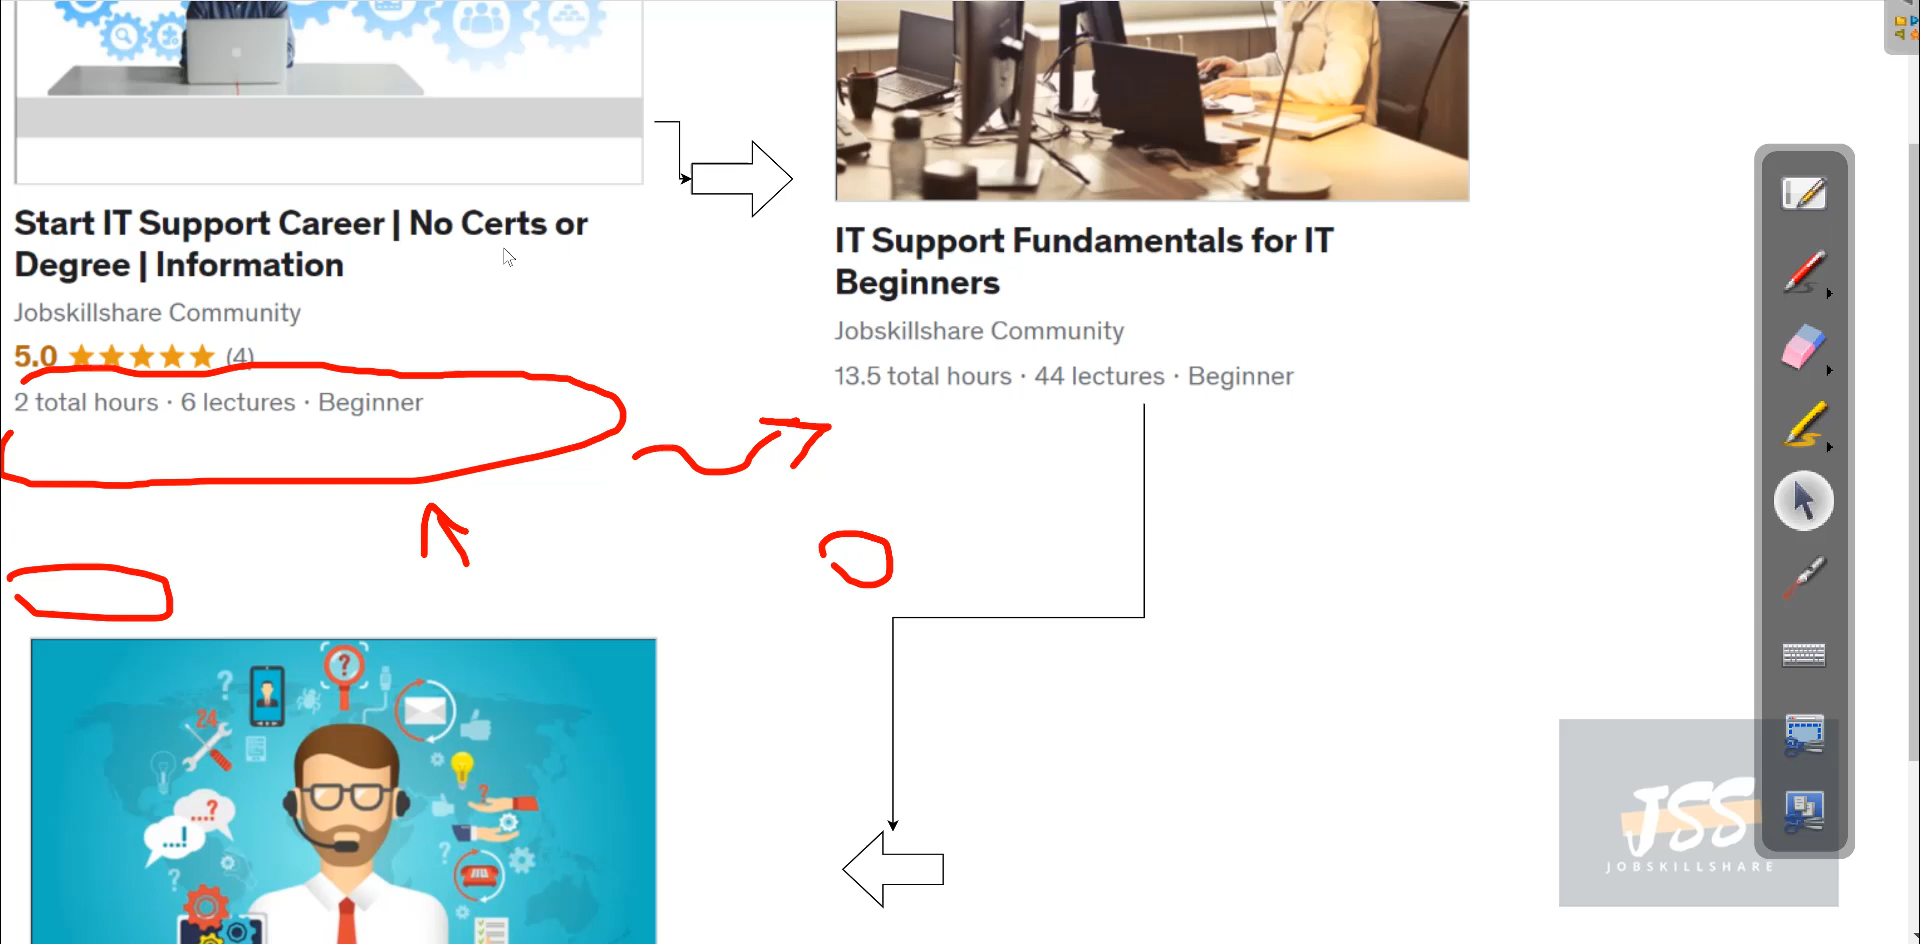 Start IT Support Career | No Certs or
Degree | Information
Jobskillshare Community
5.0 (4)
2 total hours · 6 lectures · Beginner
IT Support Fundamentals for IT
Beginners
Jobskillshare Community
13.5 total hours · 44 lectures · Beginner
24
?
?
?
...?
...!
?
?
?
JSS
JOBSKILLSHARE